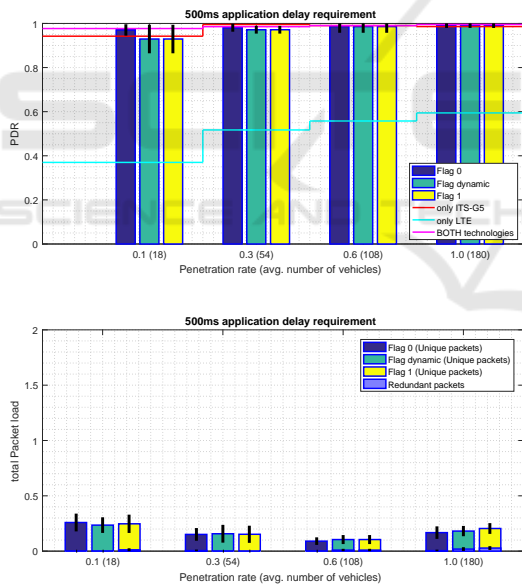 500ms application delay requirement
PDR
1
0.8
0.6
0.4
0.2
0
Flag 0
Flag dynamic
Flag 1
only ITS-G5
only LTE
BOTH technologies
0.1 (18) 0.3 (54) 0.6 (108) 1.0 (180)
Penetration rate (avg. number of vehicles)
500ms application delay requirement
total Packet load
2
1.5
1
0.5
0
Flag 0 (Unique packets)
Flag dynamic (Unique packets)
Flag 1 (Unique packets)
Redundant packets
0.1 (18) 0.3 (54) 0.6 (108) 1.0 (180)
Penetration rate (avg. number of vehicles)